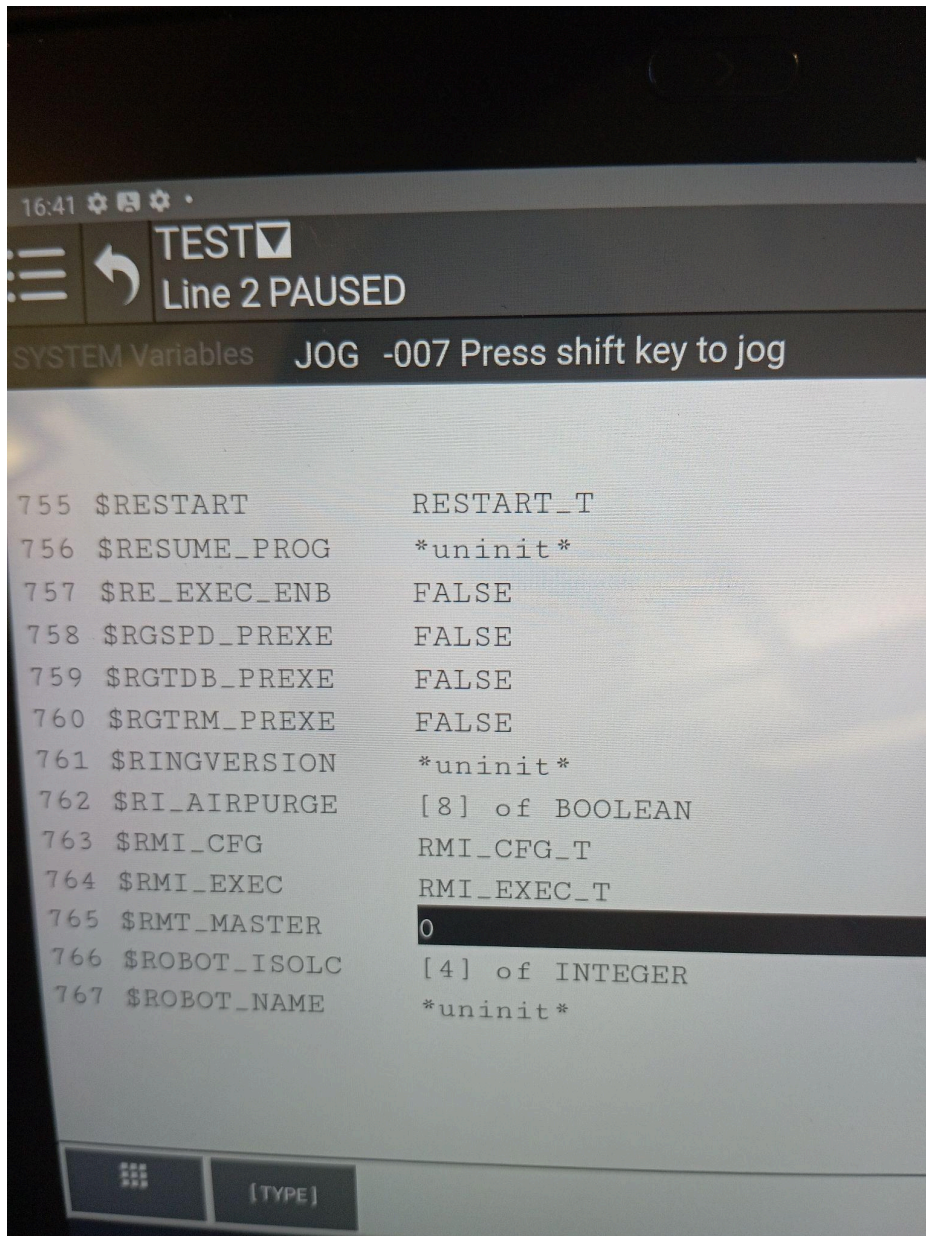 16:41
TEST
Line 2 PAUSED
SYSTEM Variables JOG -007 Press shift key to jog
755 $RESTART RESTART_T
756 $RESUME_PROG *uninit*
757 $RE_EXEC_ENB FALSE
758 $RGSPD_PREXE FALSE
759 $RGTDB_PREXE FALSE
760 $RGTRM_PREXE FALSE
761 $RINGVERSION *uninit*
762 $RI_AIRPURGE [8] of BOOLEAN
763 $RMI_CFG RMI_CFG_T
764 $RMI_EXEC RMI_EXEC_T
765 $RMT_MASTER 0
766 $ROBOT_ISOLC [4] of INTEGER
767 $ROBOT_NAME *uninit*
[TYPE]